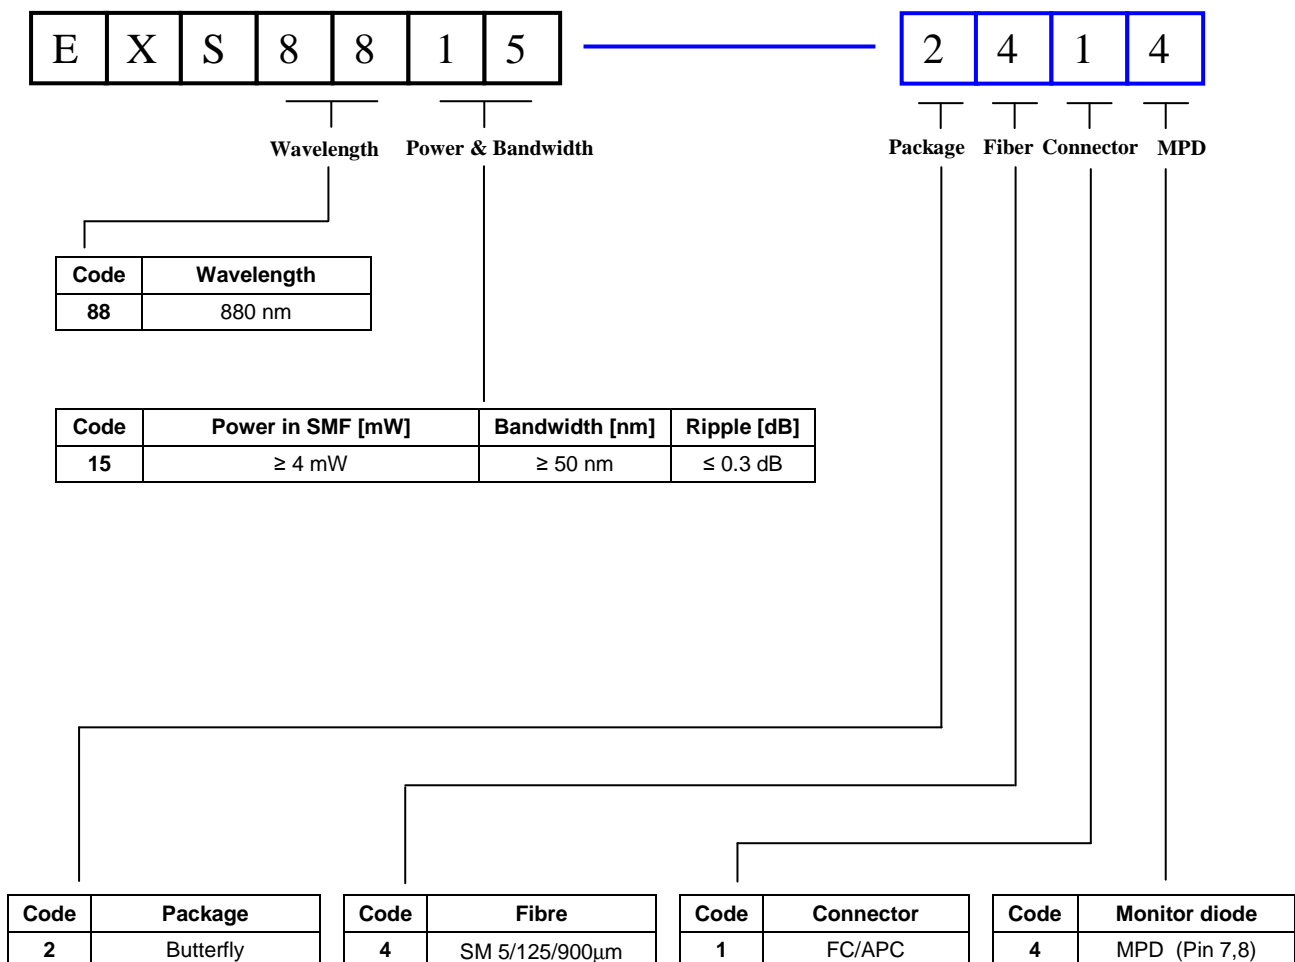 E X S 8 8 1 5 2 4 1 4
Wavelength Power & Bandwidth Package Fiber Connector MPD
Code Wavelength
88 880 nm
Code Power in SMF [mW] Bandwidth [nm] Ripple [dB]
15 ≥ 4 mW ≥ 50 nm ≤ 0.3 dB
Code Package Code Fibre Code Connector Code Monitor diode
2 Butterfly 4 SM 5/125/900μm 1 FC/APC 4 MPD (Pin 7,8)